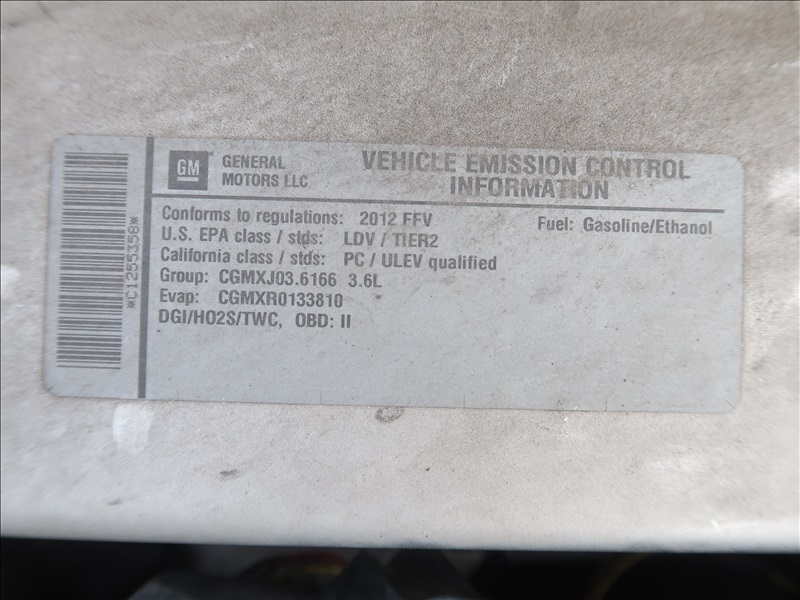 *C1255358*
GM
GENERAL
MOTORS LLC
VEHICLE EMISSION CONTROL
INFORMATION
Conforms to regulations: 2012 FFV
Fuel: Gasoline/Ethanol
U.S. EPA class / stds: LDV / TIER2
California class / stds: PC / ULEV qualified
Group: CGMXJ03.6166 3.6L
Evap: CGMXR0133810
DGI/HO2S/TWC, OBD: II